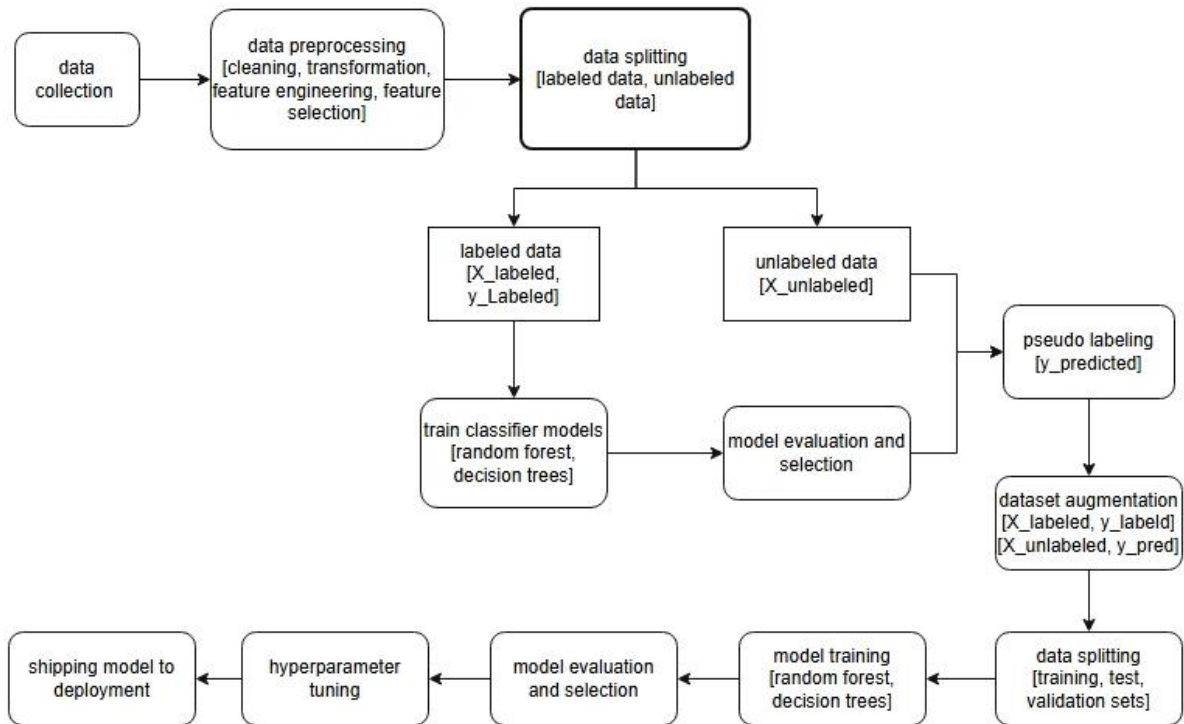 data
collection
data preprocessing
[cleaning, transformation,
feature engineering, feature
selection]
data splitting
[labeled data, unlabeled
data]
labeled data
[X_labeled,
y_Labeled]
unlabeled data
[X_unlabeled]
pseudo labeling
[y_predicted]
train classifier models
[random forest,
decision trees]
model evaluation and
selection
dataset augmentation
[X_labeled, y_labeld]
[X_unlabeled, y_pred]
data splitting
[training, test,
validation sets]
model training
[random forest,
decision trees]
model evaluation
and selection
hyperparameter
tuning
shipping model to
deployment